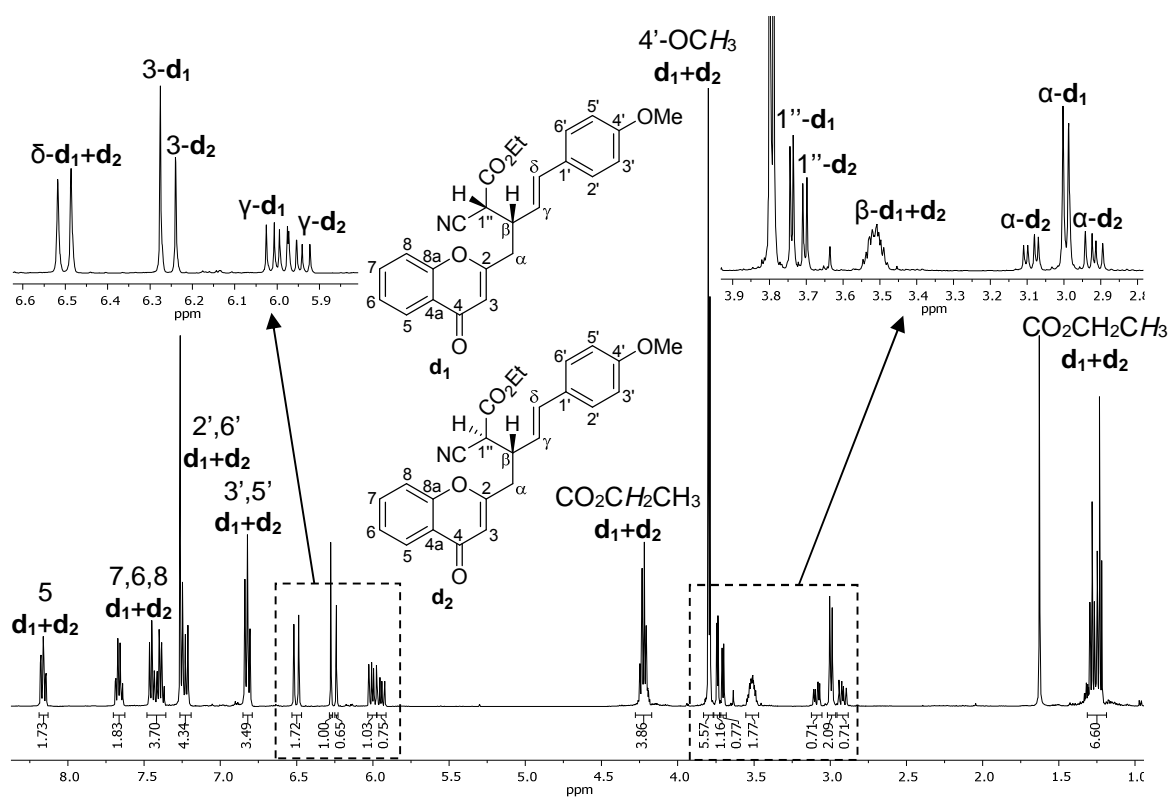 4'-OCH3
d1+d2
3-d1
3-d2
δ-d1+d2
γ-d1
γ-d2
6.6 6.5 6.4 6.3 6.2 6.1 6.0 5.9
ppm
1’’-d1
1’’-d2
β-d1+d2
α-d1
α-d2
α-d2
3.9 3.8 3.7 3.6 3.5 3.4 3.3 3.2 3.1 3.0 2.9 2.8
ppm
5'
OMe
6'
4'
CO2Et
δ
3'
1'
2'
H
γ
NC
1''
β
8
O
8a
2
α
7
6
4a
3
4
5
O
d1
5'
OMe
6'
4'
CO2Et
δ
3'
1'
2'
H
γ
NC
1''
β
8
O
8a
2
α
7
6
4a
3
4
5
O
d2
CO2CH2CH3
d1+d2
2’,6’
d1+d2
3’,5’
d1+d2
CO2CH2CH3
d1+d2
5
d1+d2
7,6,8
d1+d2
1.73 1.83 3.70 4.34 3.49 1.72 1.00 0.65 1.03 0.75 3.86 5.57 1.16 0.77 1.77 0.71 2.09 0.71 6.60
8.0 7.5 7.0 6.5 6.0 5.5 5.0 4.5 4.0 3.5 3.0 2.5 2.0 1.5 1.0
ppm